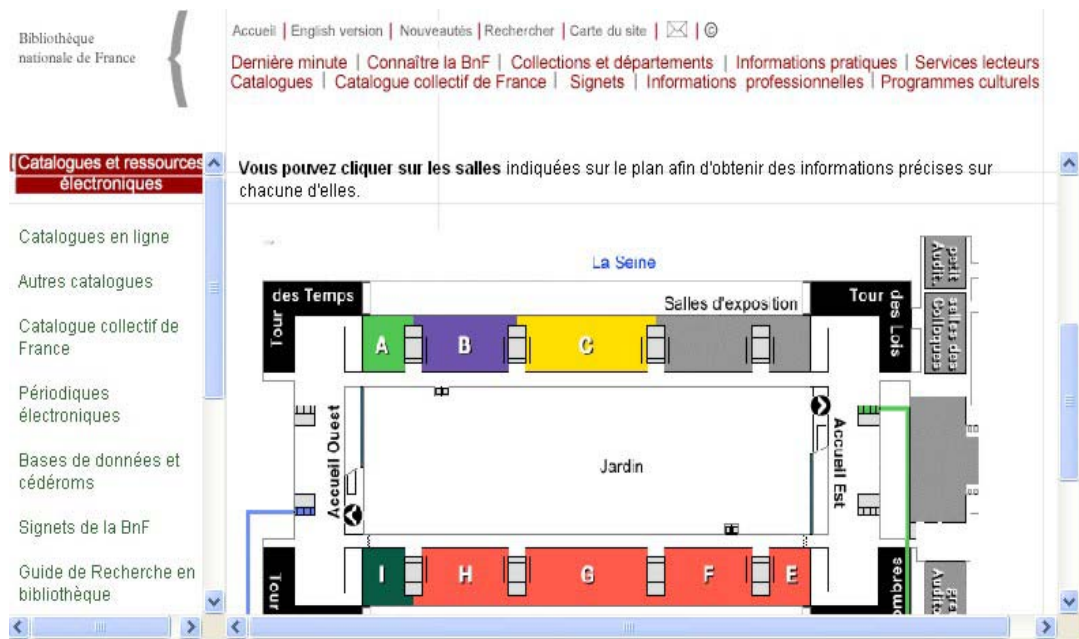 Bibliothèque
nationale de France
Accueil | English version | Nouveautés | Rechercher | Carte du site | | ©
Dernière minute | Connaître la BnF | Collections et départements | Informations pratiques | Services lecteurs
Catalogues | Catalogue collectif de France | Signets | Informations professionnelles | Programmes culturels
Catalogues et ressources
électroniques
Catalogues en ligne
Autres catalogues
Catalogue collectif de
France
Périodiques
électroniques
Bases de données et
cédéroms
Signets de la BnF
Guide de Recherche en
bibliothèque
Vous pouvez cliquer sur les salles indiquées sur le plan afin d'obtenir des informations précises sur
chacune d'elles.
La Seine
Tour
des Temps
Salles d'exposition
Tour
des Lois
petit
Audit.
salles des
Colloques
A
B
C
Accueil Ouest
Jardin
Accueil Est
Tour
I
H
G
F
E
ombres